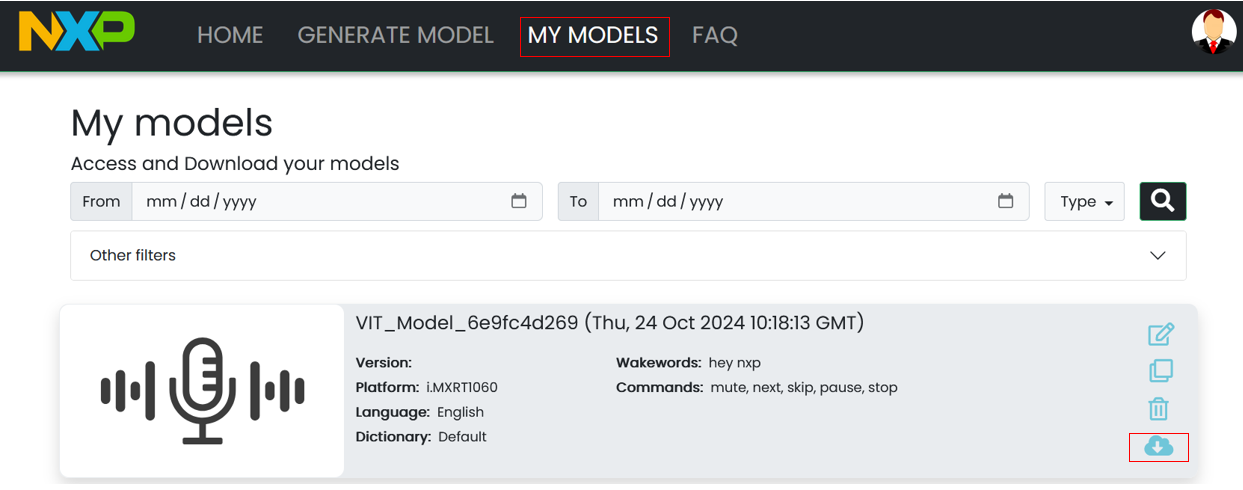 NXP HOME GENERATE MODEL MY MODELS FAQ
My models
Access and Download your models
From mm/dd/yyyy To mm/dd/yyyy Type
Other filters
VIT_Model_6e9fc4d269 (Thu, 24 Oct 2024 10:18:13 GMT)
Version: Wakewords: hey nxp
Platform: i.MXRT1060 Commands: mute, next, skip, pause, stop
Language: English
Dictionary: Default